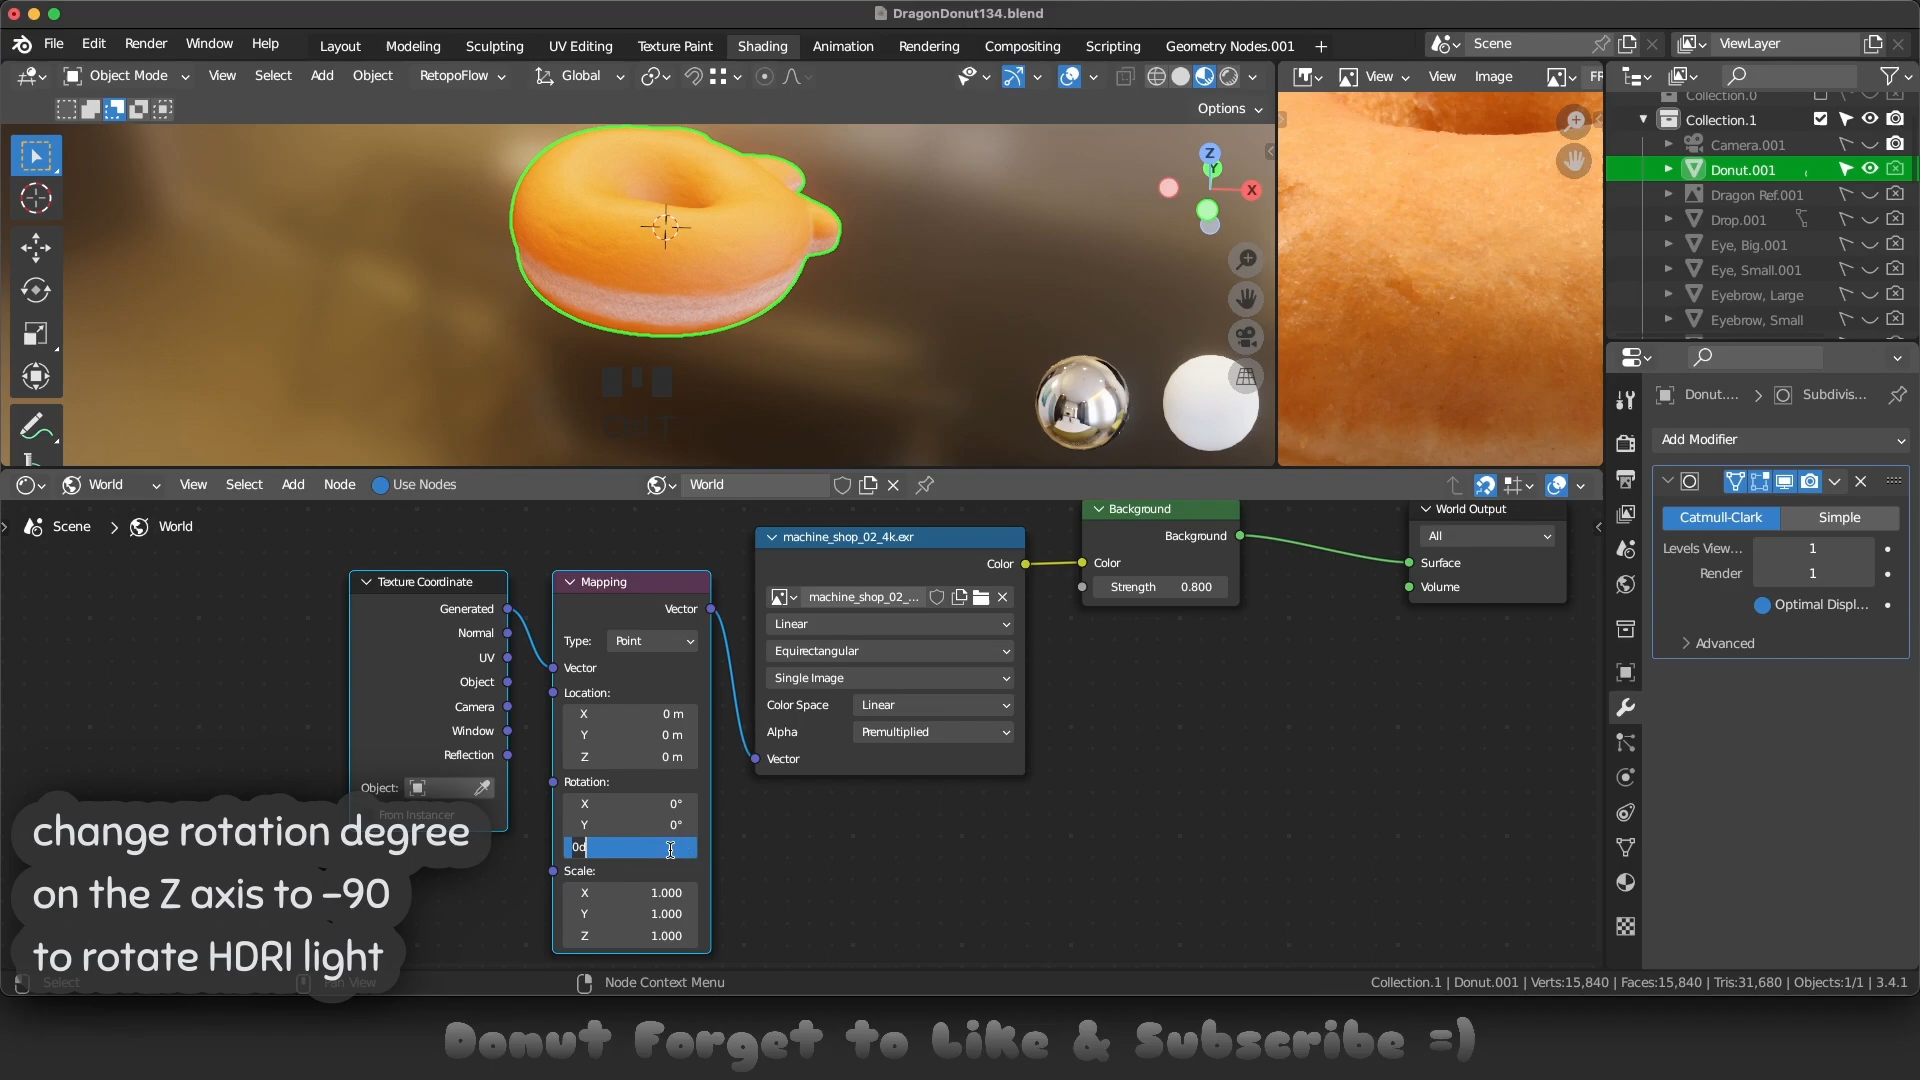 DragonDonut134.blend
File Edit Render Window Help
Layout Modeling Sculpting UV Editing Texture Paint Shading Animation Rendering Compositing Scripting Geometry Nodes.001 +
Scene
ViewLayer
Object Mode View Select Add Object RetopoFlow Global
Options
Z
Y
X
View View Image FR
Collection.0
Collection.1
Camera.001
Donut.001
Dragon Ref.001
Drop.001
Eye, Big.001
Eye, Small.001
Eyebrow, Large
Eyebrow, Small
World View Select Add Node Use Nodes
World
Scene > World
Texture Coordinate
Generated
Normal
UV
Object
Camera
Window
Reflection
Object:
From Instancer
Mapping
Vector
Type: Point
Vector
Location:
X 0 m
Y 0 m
Z 0 m
Rotation:
X 0°
Y 0°
0d
Scale:
X 1.000
Y 1.000
Z 1.000
machine_shop_02_4k.exr
Color
machine_shop_02_...
Linear
Equirectangular
Single Image
Color Space Linear
Alpha Premultiplied
Vector
Background
Background
Color
Strength 0.800
World Output
All
Surface
Volume
Donut.... > Subdivis...
Add Modifier
Catmull-Clark Simple
Levels View... 1
Render 1
Optimal Displ...
Advanced
change rotation degree
on the Z axis to -90
to rotate HDRI light
Select
Pan View
Node Context Menu
Collection.1 | Donut.001 | Verts:15,840 | Faces:15,840 | Tris:31,680 | Objects:1/1 | 3.4.1
Donut Forget to Like & Subscribe =)